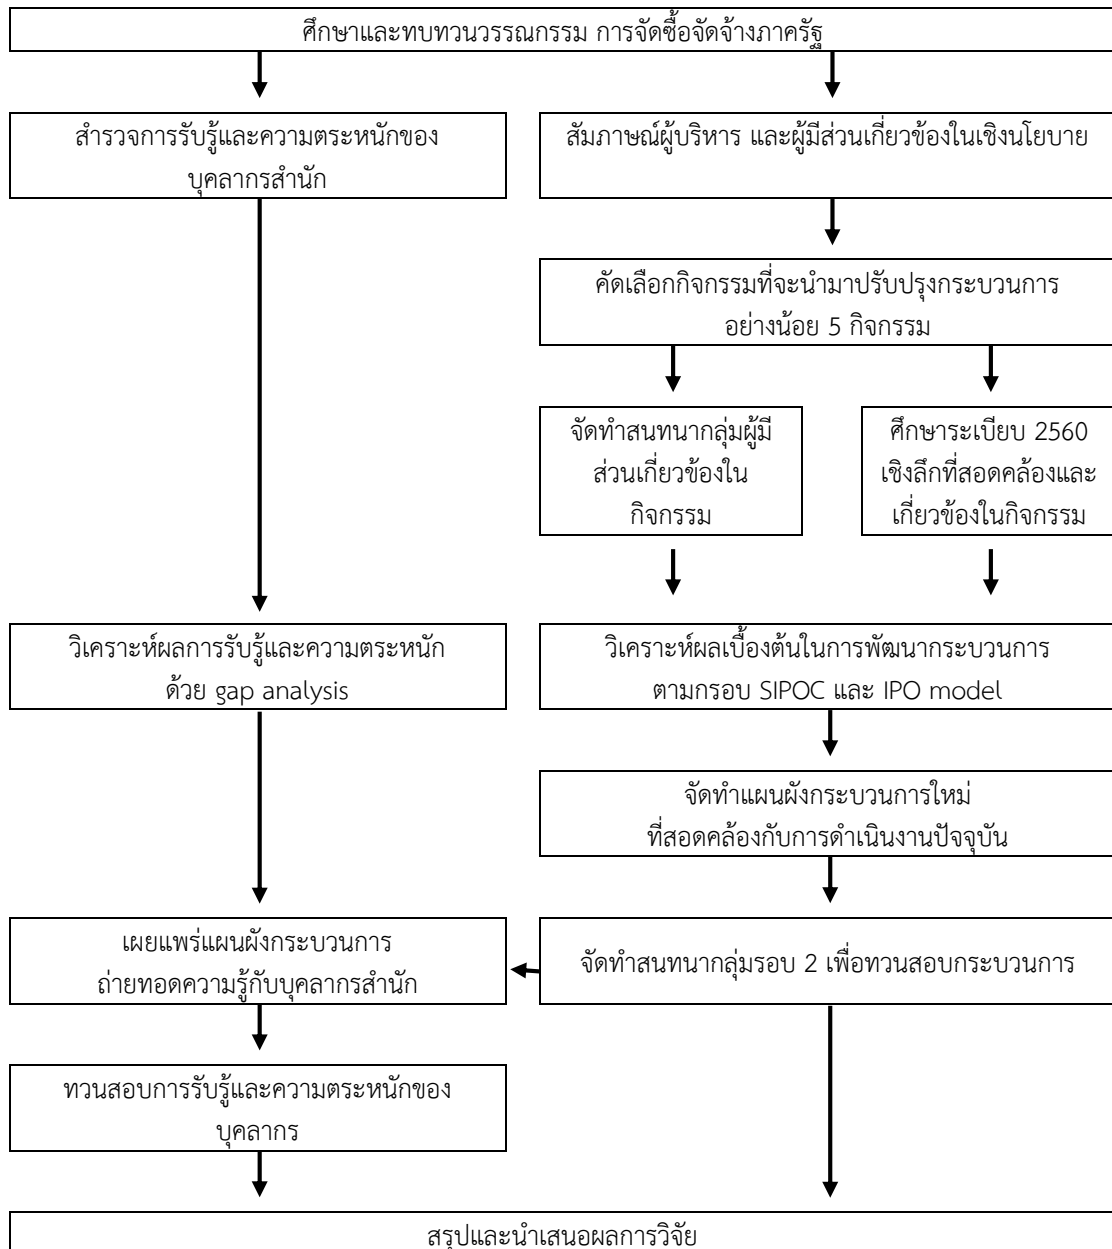 ศึกษาและทบทวนวรรณกรรม การจัดซื้อจัดจ้างภาครัฐ
สำรวจการรับรู้และความตระหนักของ
บุคลากรสำนัก
สัมภาษณ์ผู้บริหาร และผู้มีส่วนเกี่ยวข้องในเชิงนโยบาย
คัดเลือกกิจกรรมที่จะนำมาปรับปรุงกระบวนการ
อย่างน้อย 5 กิจกรรม
จัดทำสนทนากลุ่มผู้มี
ส่วนเกี่ยวข้องใน
กิจกรรม
ศึกษาระเบียบ 2560
เชิงลึกที่สอดคล้องและ
เกี่ยวข้องในกิจกรรม
วิเคราะห์ผลการรับรู้และความตระหนัก
ด้วย gap analysis
วิเคราะห์ผลเบื้องต้นในการพัฒนากระบวนการ
ตามกรอบ SIPOC และ IPO model
จัดทำแผนผังกระบวนการใหม่
ที่สอดคล้องกับการดำเนินงานปัจจุบัน
เผยแพร่แผนผังกระบวนการ
ถ่ายทอดความรู้กับบุคลากรสำนัก
จัดทำสนทนากลุ่มรอบ 2 เพื่อทวนสอบกระบวนการ
ทวนสอบการรับรู้และความตระหนักของ
บุคลากร
สรุปและนำเสนอผลการวิจัย